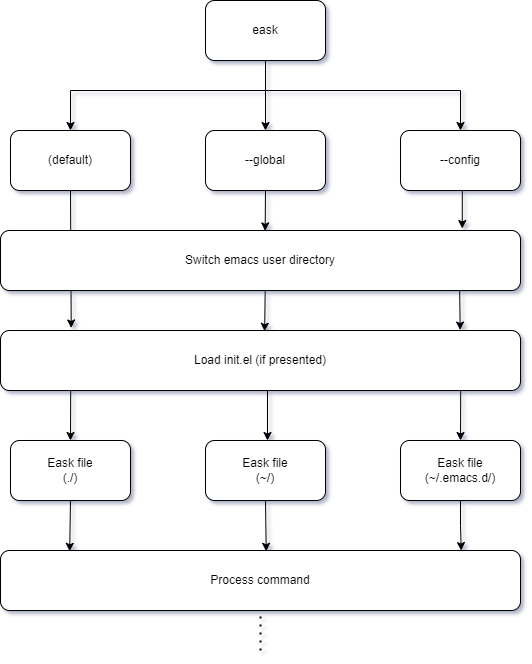 eask
(default)
--global
--config
Switch emacs user directory
Load init.el (if presented)
Eask file
(./)
Eask file
(~/)
Eask file
(~/.emacs.d/)
Process command